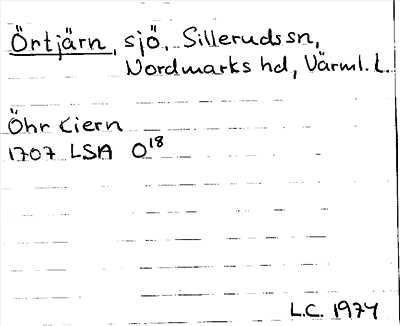 Örtjärn, sjö, Sillerudssn,
Nordmarks hd, Värml. L.
Öhr Kiern
1707 LSA O18
L.C. 1974